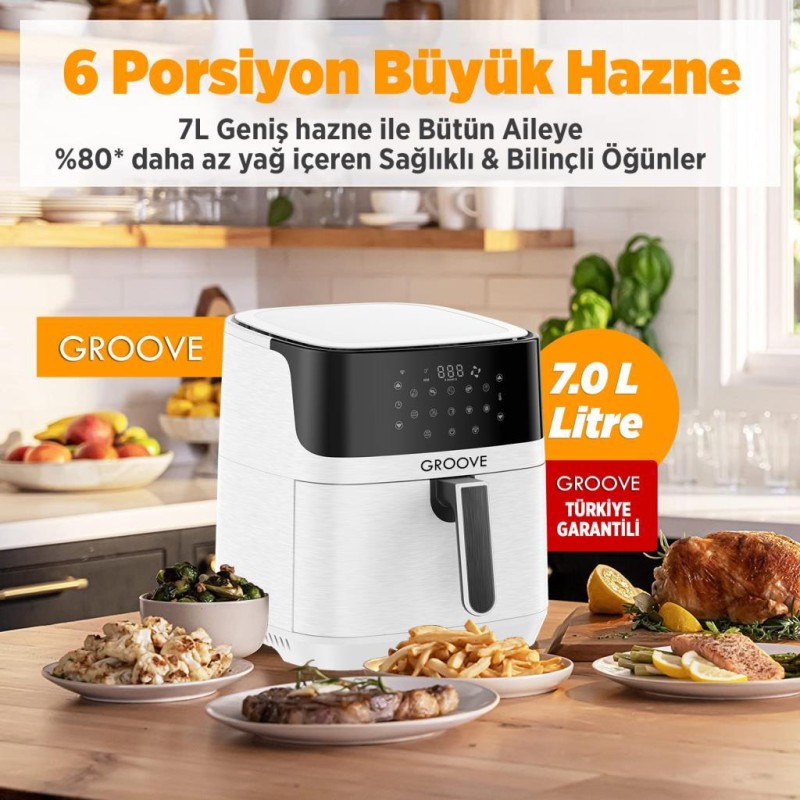 6 Porsiyon Büyük Hazne
7L Geniş hazne ile Bütün Aileye
%80* daha az yağ içeren Sağlıklı & Bilinçli Öğünler
GROOVE
888
GROOVE
7.0 L
Litre
GROOVE
TÜRKİYE
GARANTİLİ